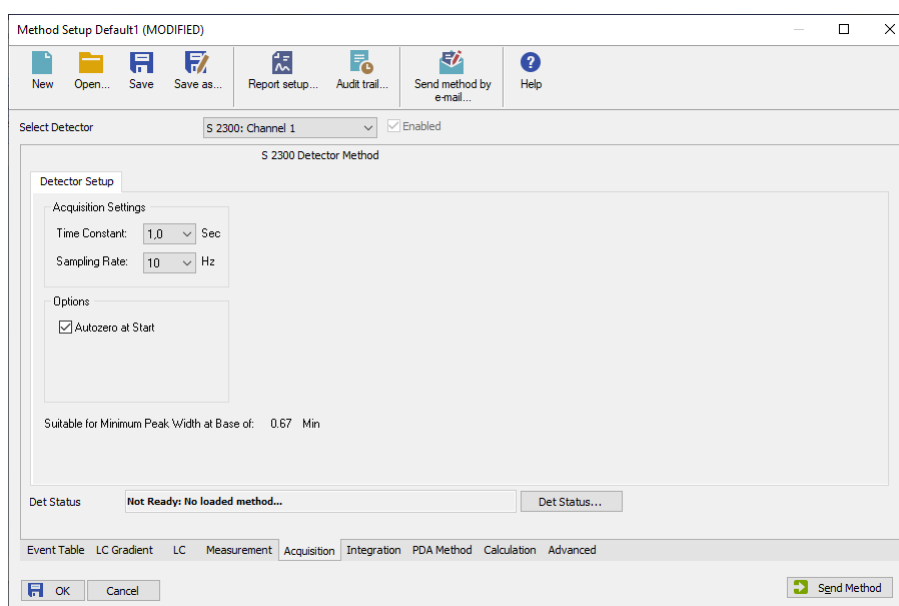 Method Setup Default1 (MODIFIED)
New Open... Save Save as... Report setup... Audit trail... Send method by e-mail... Help
Select Detector S 2300: Channel 1 Enabled
S 2300 Detector Method
Detector Setup
Acquisition Settings
Time Constant: 1,0 Sec
Sampling Rate: 10 Hz
Options
Autozero at Start
Suitable for Minimum Peak Width at Base of: 0.67 Min
Det Status Not Ready: No loaded method... Det Status...
Event Table LC Gradient LC Measurement Acquisition Integration PDA Method Calculation Advanced
OK Cancel Send Method